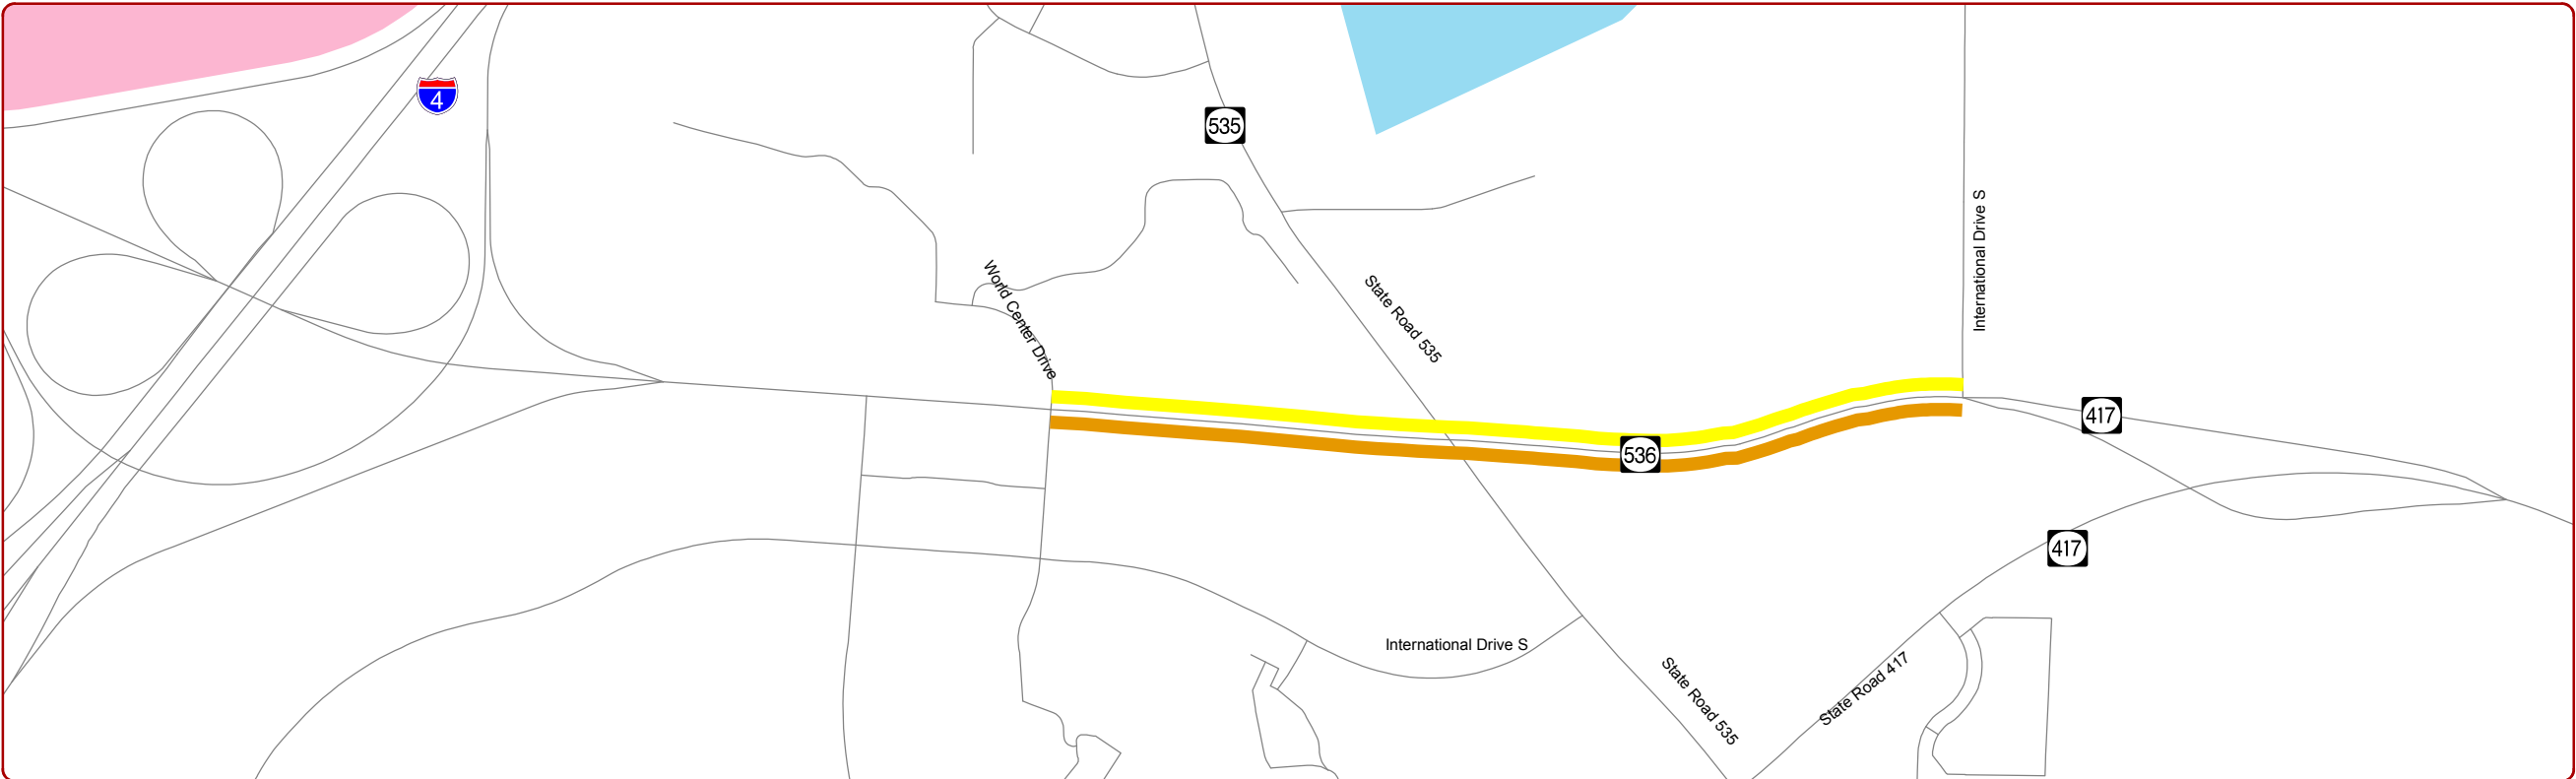 4
535
International Drive S
World Center Drive
State Road 535
417
536
417
International Drive S
State Road 535
State Road 417